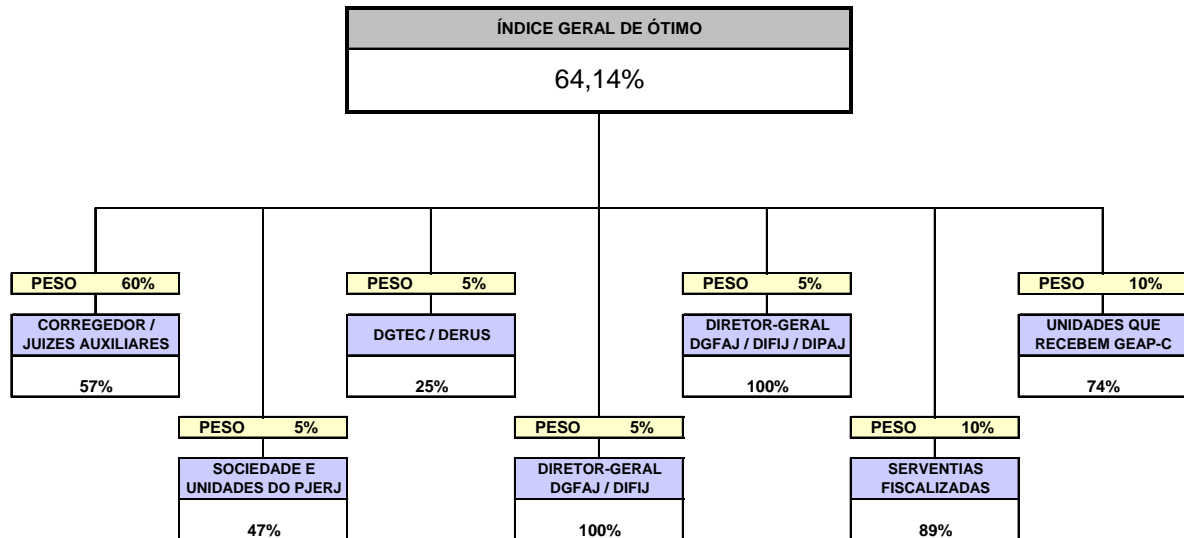 ÍNDICE GERAL DE ÓTIMO
64,14%
PESO 60%
CORREGEDOR /
JUIZES AUXILIARES
57%
PESO 5%
DGTEC / DERUS
25%
PESO 5%
DIRETOR-GERAL
DGFAJ / DIFIJ / DIPAJ
100%
PESO 10%
UNIDADES QUE
RECEBEM GEAP-C
74%
PESO 5%
SOCIEDADE E
UNIDADES DO PJERJ
47%
PESO 5%
DIRETOR-GERAL
DGFAJ / DIFIJ
100%
PESO 10%
SERVENTIAS
FISCALIZADAS
89%